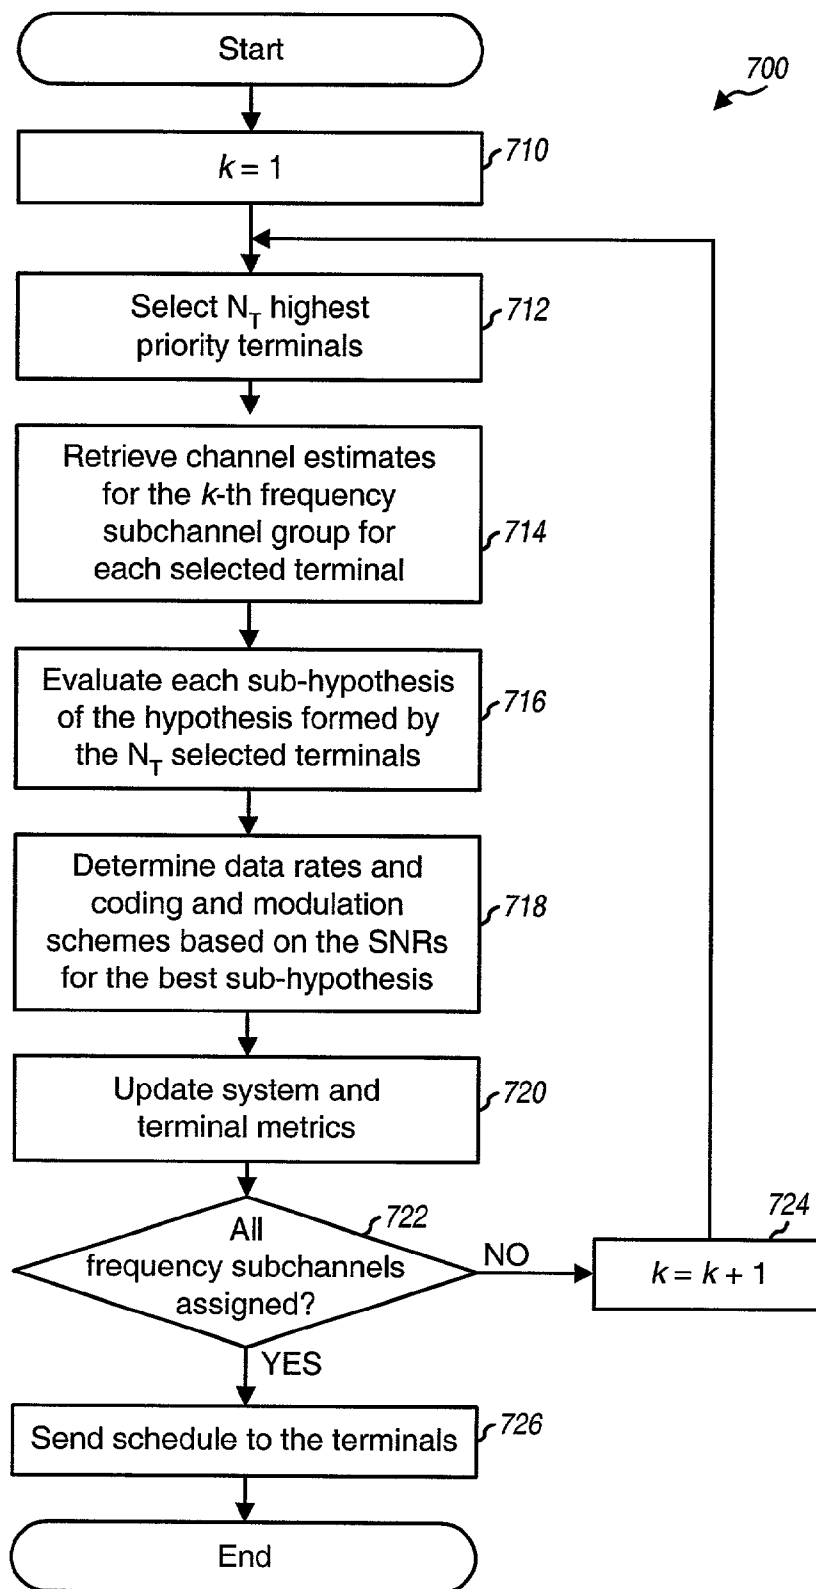 Start
700
k = 1
710
Select N_T highest
priority terminals
712
Retrieve channel estimates
for the k-th frequency
subchannel group for
each selected terminal
714
Evaluate each sub-hypothesis
of the hypothesis formed by
the N_T selected terminals
716
Determine data rates and
coding and modulation
schemes based on the SNRs
for the best sub-hypothesis
718
Update system and
terminal metrics
720
All
frequency subchannels
assigned?
722
NO
724
k = k + 1
YES
Send schedule to the terminals
726
End